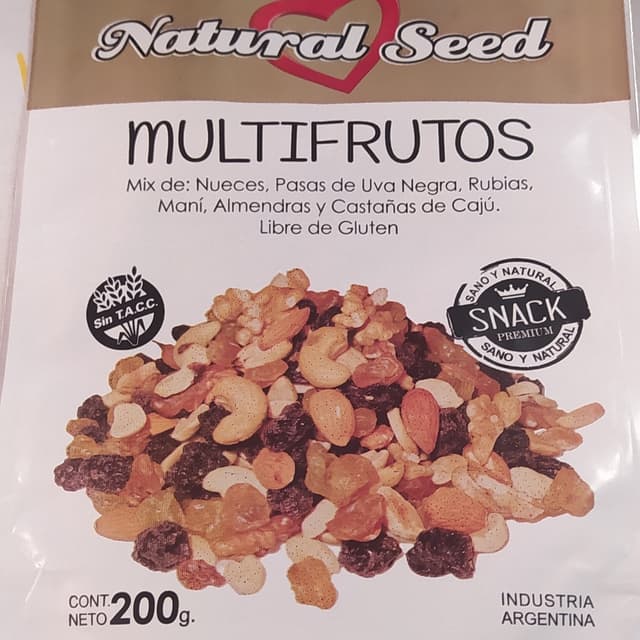 Natural Seed
MULTIFRUTOS
Mix de: Nueces, Pasas de Uva Negra, Rubias,
Maní, Almendras y Castañas de Cajú.
Libre de Gluten
Sin T.A.C.C.
SANO Y NATURAL
SNACK
PREMIUM
SANO Y NATURAL
CONT.
NETO 200g.
INDUSTRIA
ARGENTINA